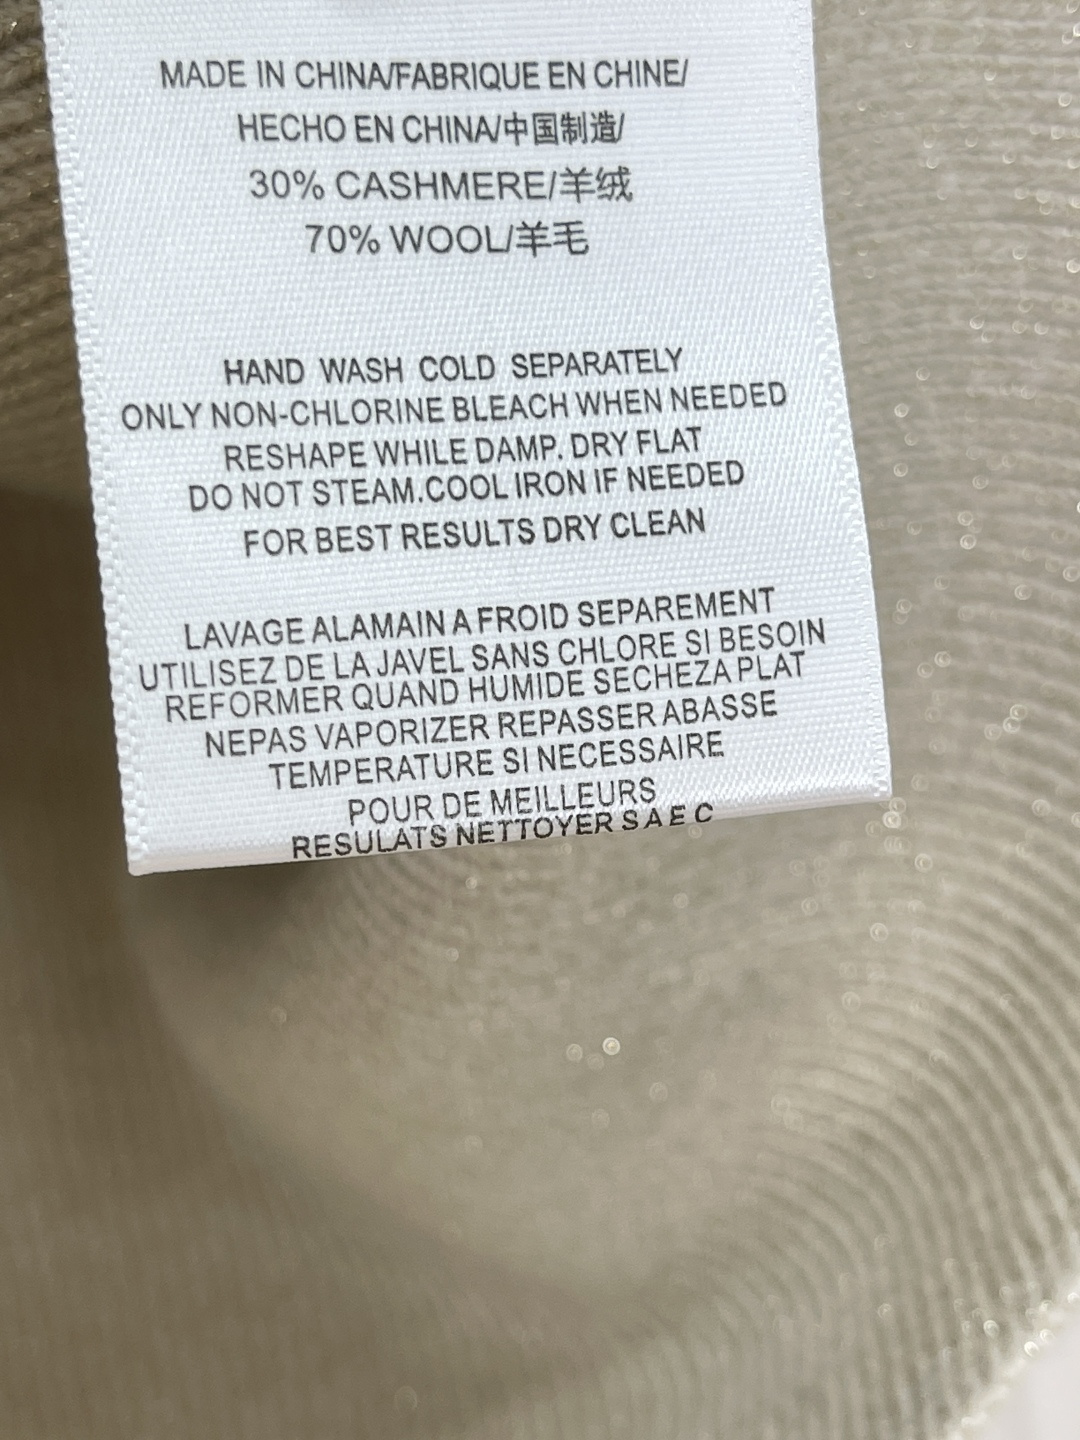 MADE IN CHINA/FABRIQUE EN CHINE/
HECHO EN CHINA/中国制造/
30% CASHMERE/羊绒
70% WOOL/羊毛
HAND WASH COLD SEPARATELY
ONLY NON-CHLORINE BLEACH WHEN NEEDED
RESHAPE WHILE DAMP. DRY FLAT
DO NOT STEAM.COOL IRON IF NEEDED
FOR BEST RESULTS DRY CLEAN
LAVAGE ALAMAIN A FROID SEPAREMENT
UTILISEZ DE LA JAVEL SANS CHLORE SI BESOIN
REFORMER QUAND HUMIDE SECHEZA PLAT
NEPAS VAPORIZER REPASSER ABASSE
TEMPERATURE SI NECESSAIRE
POUR DE MEILLEURS
RESULATS NETTOYER S A E C